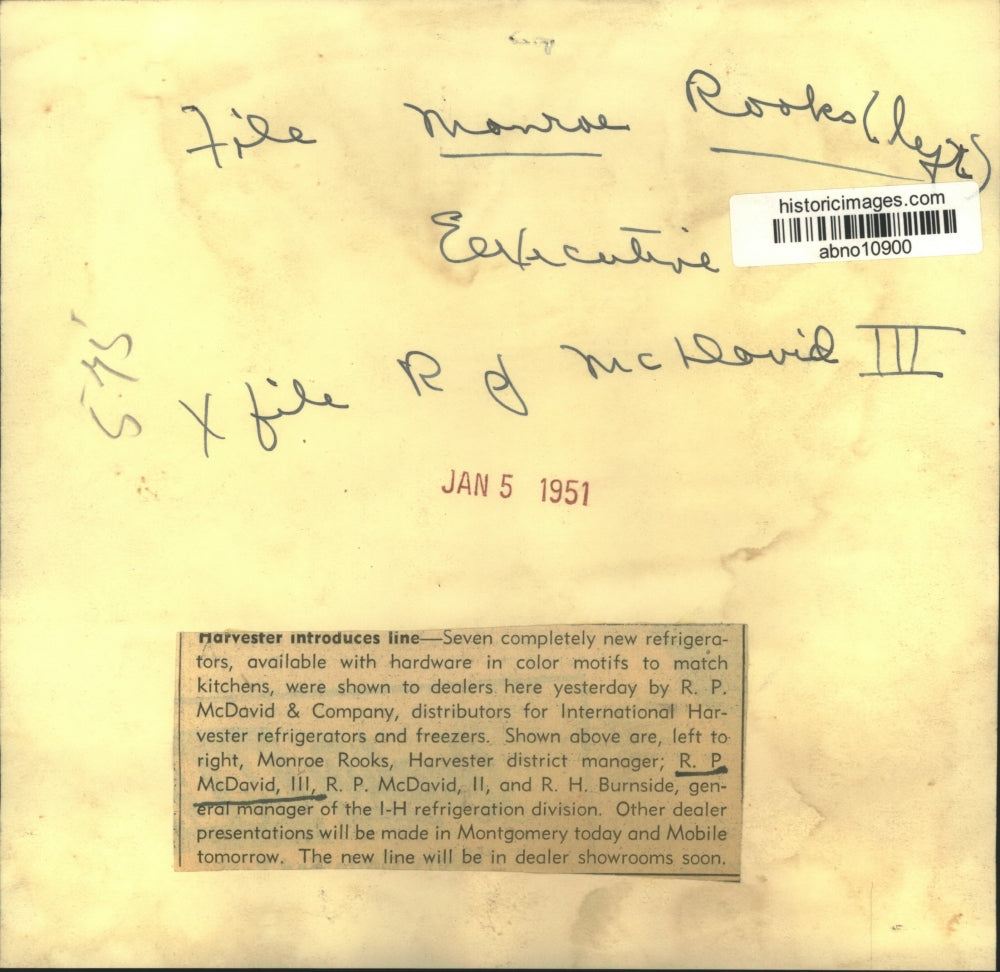 File Monroe Rooks (left)
historicimages.com
abno10900
Eexecutive
X file R P McDavid III
5.45
JAN 5 1951
Harvester introduces line—Seven completely new refrigera-
tors, available with hardware in color motifs to match
kitchens, were shown to dealers here yesterday by R. P.
McDavid & Company, distributors for International Har-
vester refrigerators and freezers. Shown above are, left to
right, Monroe Rooks, Harvester district manager; R. P.
McDavid, III, R. P. McDavid, II, and R. H. Burnside, gen-
eral manager of the I-H refrigeration division. Other dealer
presentations will be made in Montgomery today and Mobile
tomorrow. The new line will be in dealer showrooms soon.